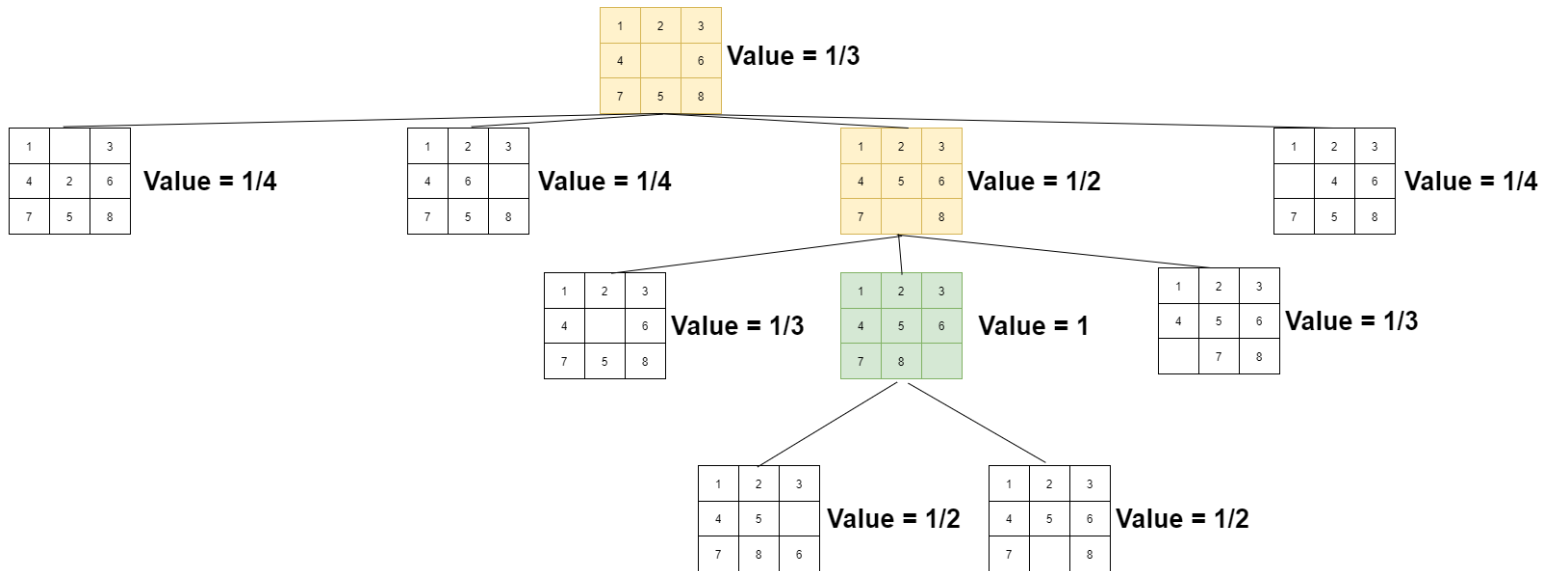 1 2 3
4 6
7 5 8
Value = 1/3
1 3
4 2 6
7 5 8
Value = 1/4
1 2 3
4 6
7 5 8
Value = 1/4
1 2 3
4 5 6
7 8
Value = 1/2
1 2 3
4 6
7 5 8
Value = 1/4
1 2 3
4 6
7 5 8
Value = 1/3
1 2 3
4 5 6
7 8
Value = 1
1 2 3
4 5 6
7 8
Value = 1/3
1 2 3
4 5
7 8 6
Value = 1/2
1 2 3
4 5 6
7 8
Value = 1/2